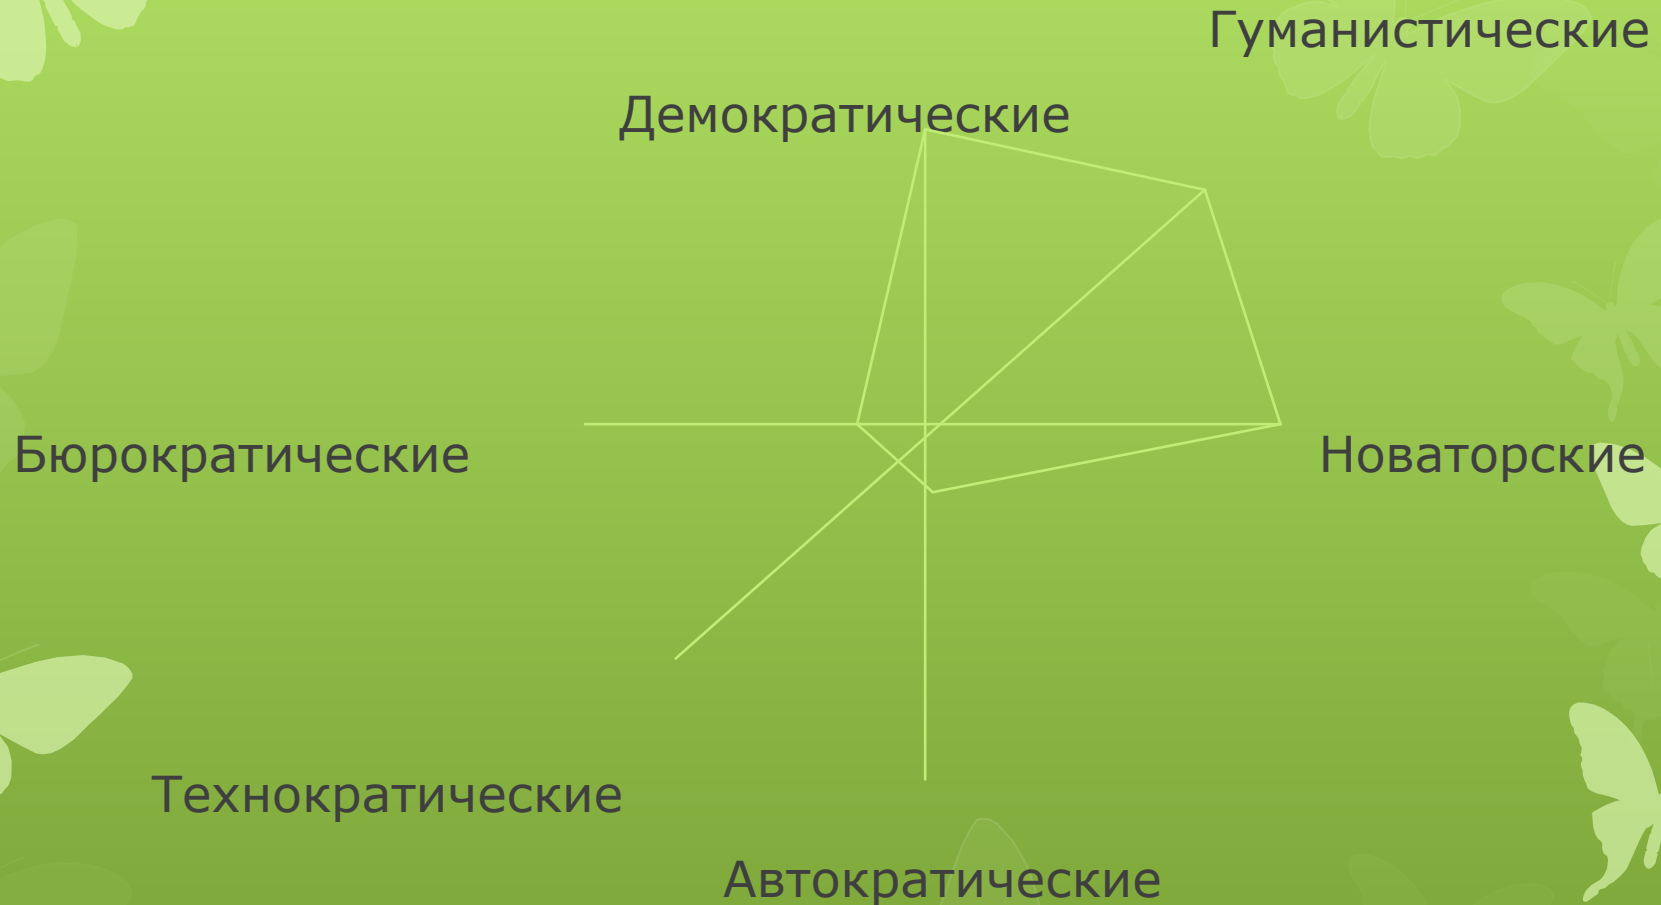 Гуманистические
Демократические
Бюрократические
Новаторские
Технократические
Автократические